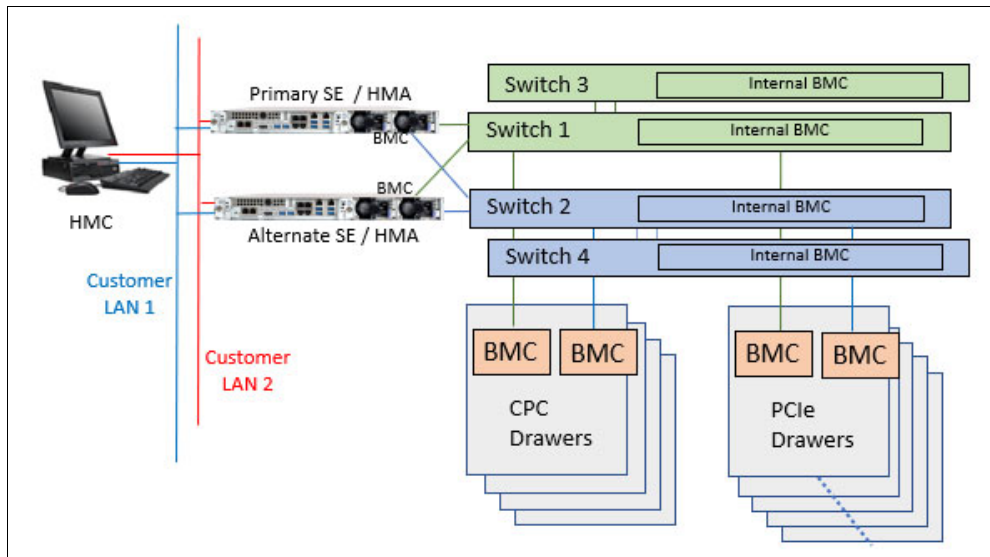 Primary SE / HMA
BMC
BMC
Alternate SE / HMA
HMC
Customer
LAN 1
Customer
LAN 2
Switch 3
Internal BMC
Switch 1
Internal BMC
Switch 2
Internal BMC
Switch 4
Internal BMC
BMC
BMC
CPC
Drawers
BMC
BMC
PCIe
Drawers